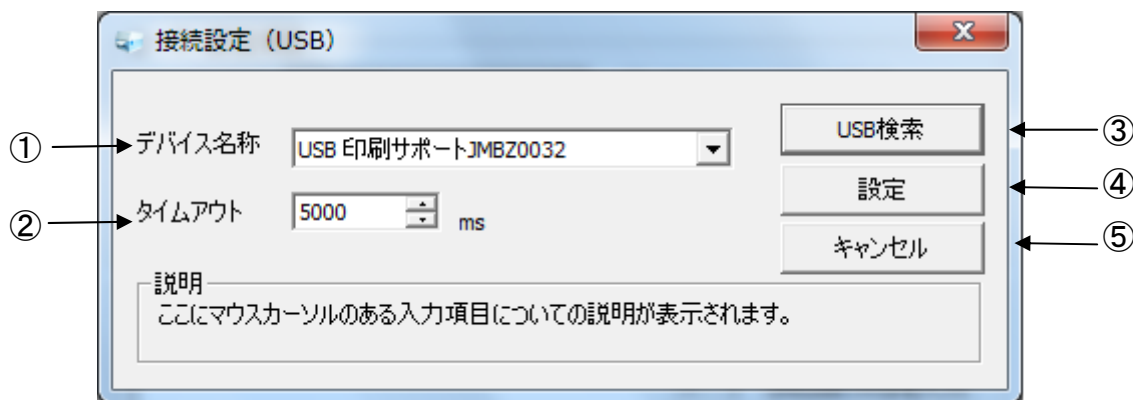 接続設定（USB）
① デバイス名称 USB 印刷サポートJMBZ0032 USB検索 ③
設定 ④
② タイムアウト 5000 ms
キャンセル ⑤
説明
ここにマウスカーソルのある入力項目についての説明が表示されます。